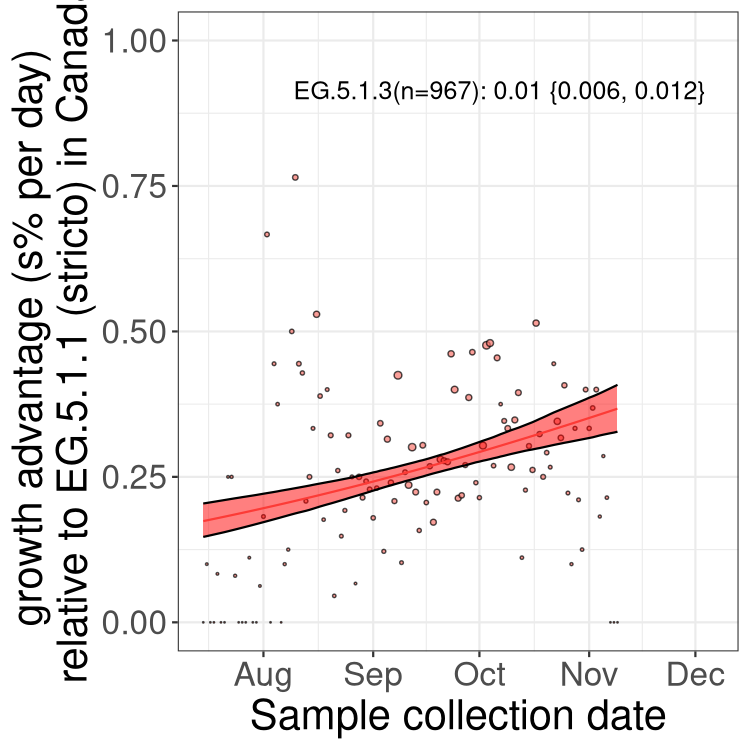 growth advantage (s% per day)
relative to EG.5.1.1 (stricto) in Canada
1.00
0.75
0.50
0.25
0.00
EG.5.1.3(n=967): 0.01 {0.006, 0.012}
Aug Sep Oct Nov Dec
Sample collection date